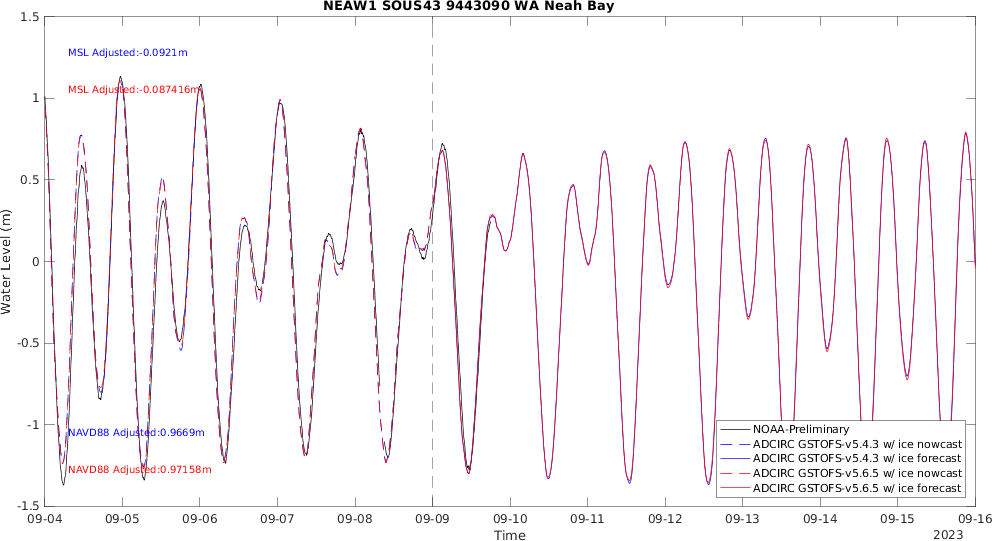 NEAW1 SOUS43 9443090 WA Neah Bay
1.5
MSL Adjusted:-0.0921m
1
MSL Adjusted:-0.087416m
0.5
0
Water Level (m)
-0.5
-1
NAVD88 Adjusted:0.9669m
NAVD88 Adjusted:0.97158m
-1.5
NOAA-Preliminary
ADCIRC GSTOFS-v5.4.3 w/ ice nowcast
ADCIRC GSTOFS-v5.4.3 w/ ice forecast
ADCIRC GSTOFS-v5.6.5 w/ ice nowcast
ADCIRC GSTOFS-v5.6.5 w/ ice forecast
09-04 09-05 09-06 09-07 09-08 09-09 09-10 09-11 09-12 09-13 09-14 09-15 09-16
Time
2023